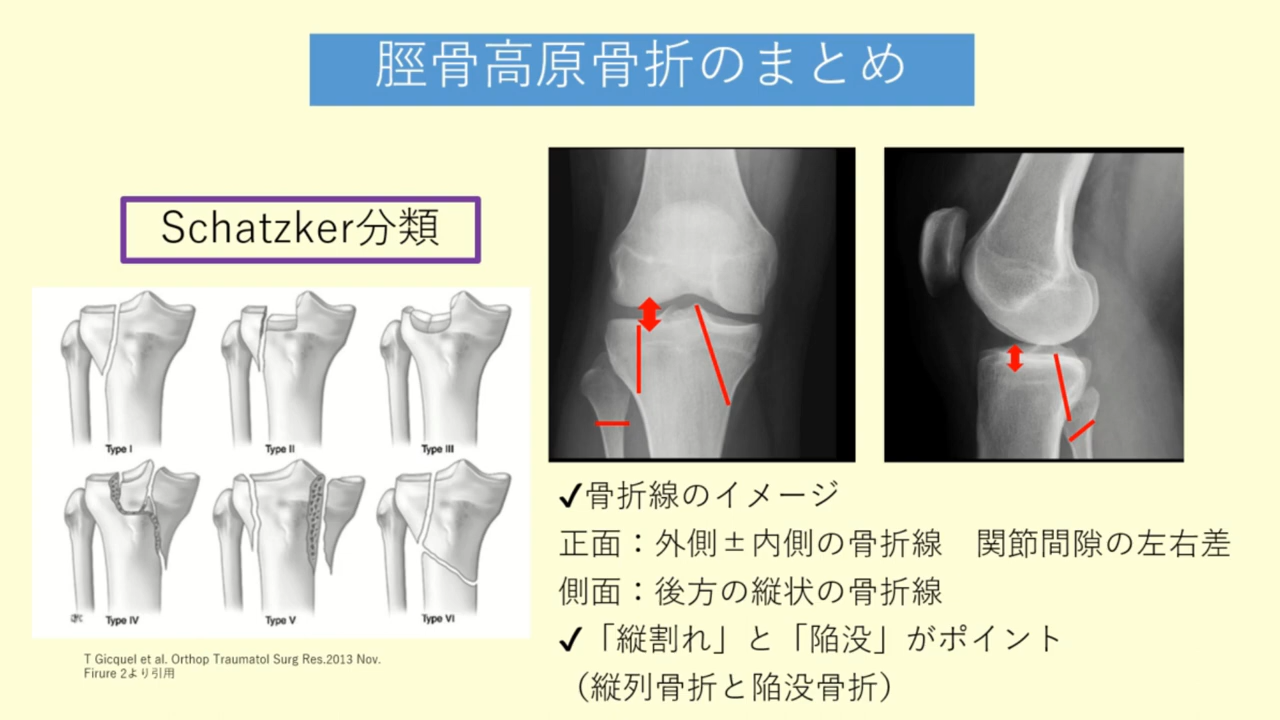 脛骨高原骨折のまとめ
Schatzker分類
Type I
Type II
Type III
Type IV
Type V
Type VI
T Gicquel et al. Orthop Traumatol Surg Res.2013 Nov.
Firure 2より引用
✓骨折線のイメージ
正面：外側±内側の骨折線　関節間隙の左右差
側面：後方の縦状の骨折線
✓「縦割れ」と「陥没」がポイント
（縦列骨折と陥没骨折）